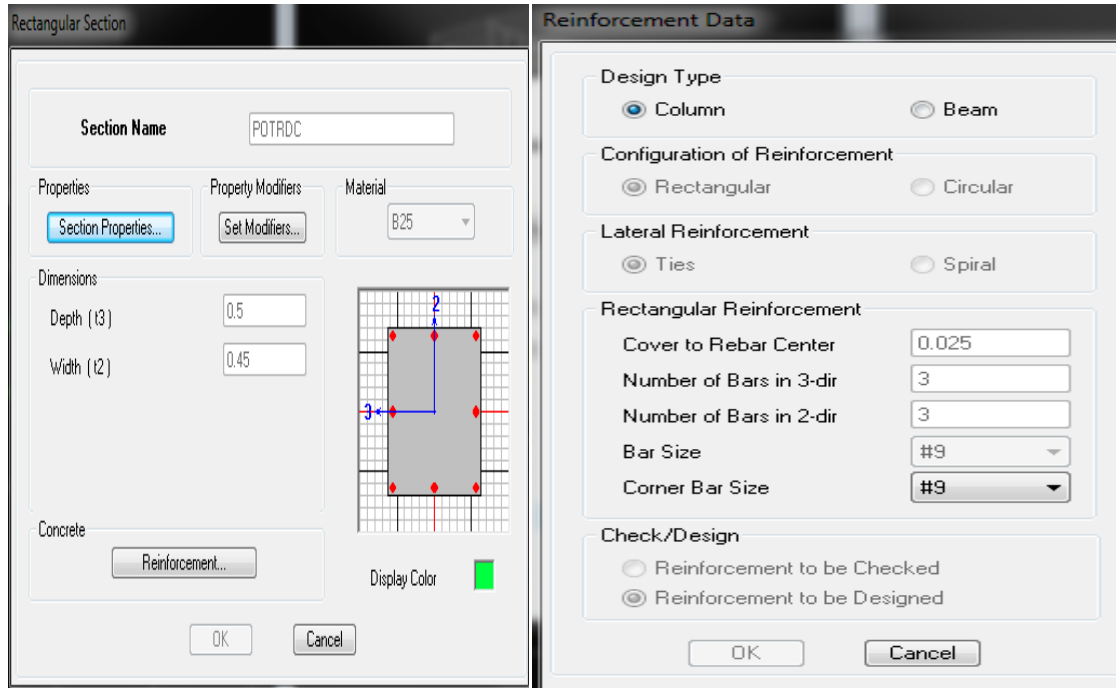 Rectangular Section
Section Name POTRDC
Properties Property Modifiers Material
Section Properties... Set Modifiers... B25
Dimensions
Depth ( t3 ) 0.5
Width ( t2 ) 0.45
2
3
Concrete
Reinforcement...
Display Color
OK Cancel
Reinforcement Data
Design Type
Column Beam
Configuration of Reinforcement
Rectangular Circular
Lateral Reinforcement
Ties Spiral
Rectangular Reinforcement
Cover to Rebar Center 0.025
Number of Bars in 3-dir 3
Number of Bars in 2-dir 3
Bar Size #9
Corner Bar Size #9
Check/Design
Reinforcement to be Checked
Reinforcement to be Designed
OK Cancel